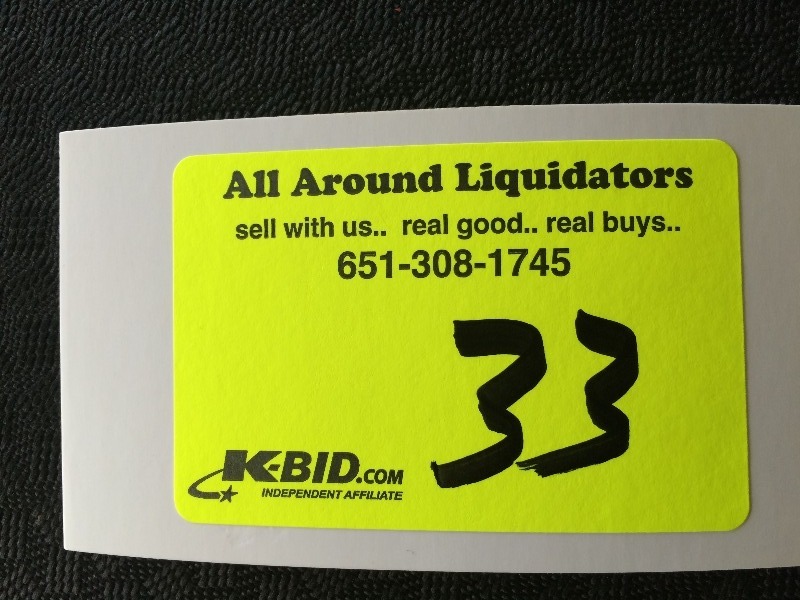 All Around Liquidators
sell with us.. real good.. real buys..
651-308-1745
33
K-BID.COM
INDEPENDENT AFFILIATE